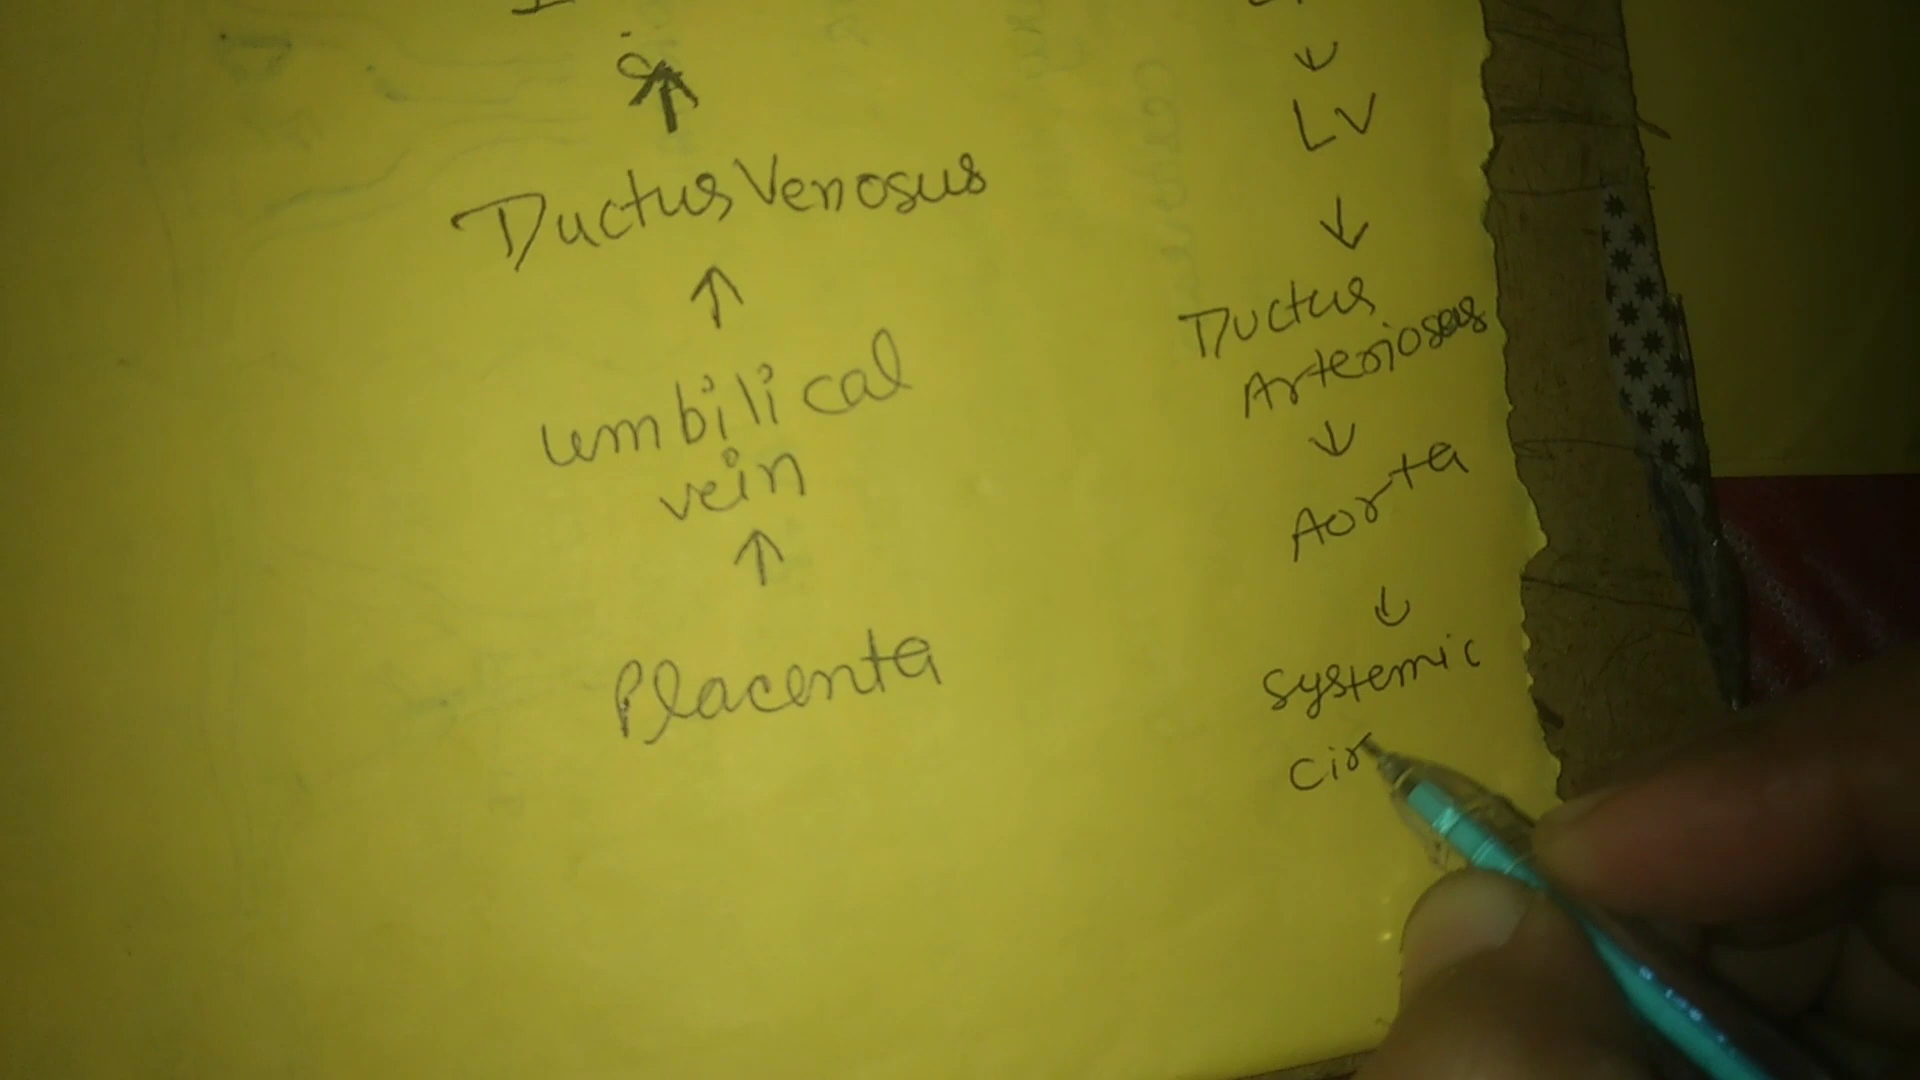 Ductus Venosus
↑
umbilical
vein
↑
Placenta
↓
LV
↓
Ductus
Arteriosus
↓
Aorta
↓
Systemic
Cir